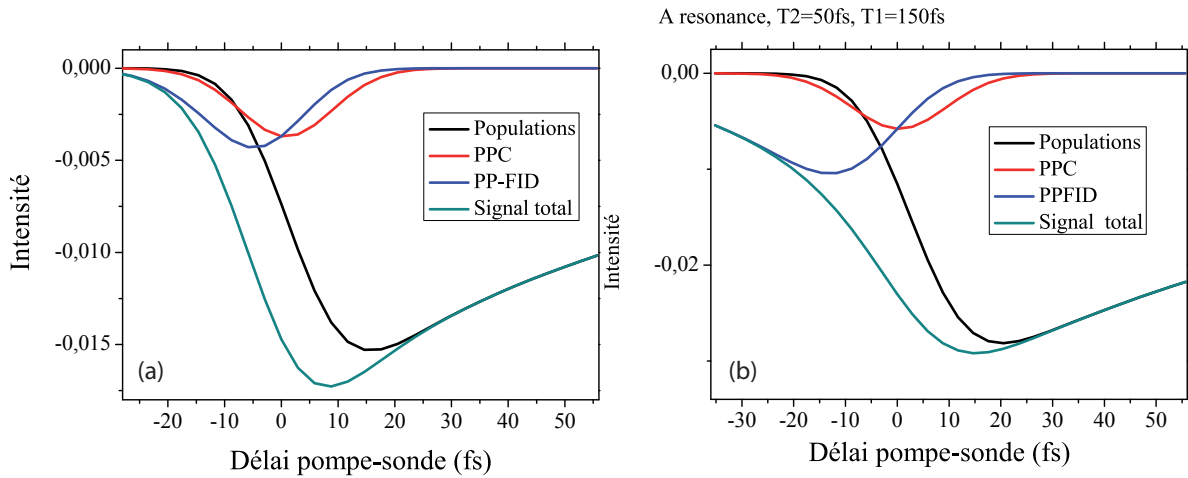 A resonance, T2=50fs, T1=150fs
0,000
-0,005
-0,010
-0,015
Intensité
Populations
PPC
PP-FID
Signal total
(a)
-20 -10 0 10 20 30 40 50
Délai pompe-sonde (fs)
0,00
-0,02
Intensité
Populations
PPC
PPFID
Signal total
(b)
-30 -20 -10 0 10 20 30 40 50
Délai pompe-sonde (fs)